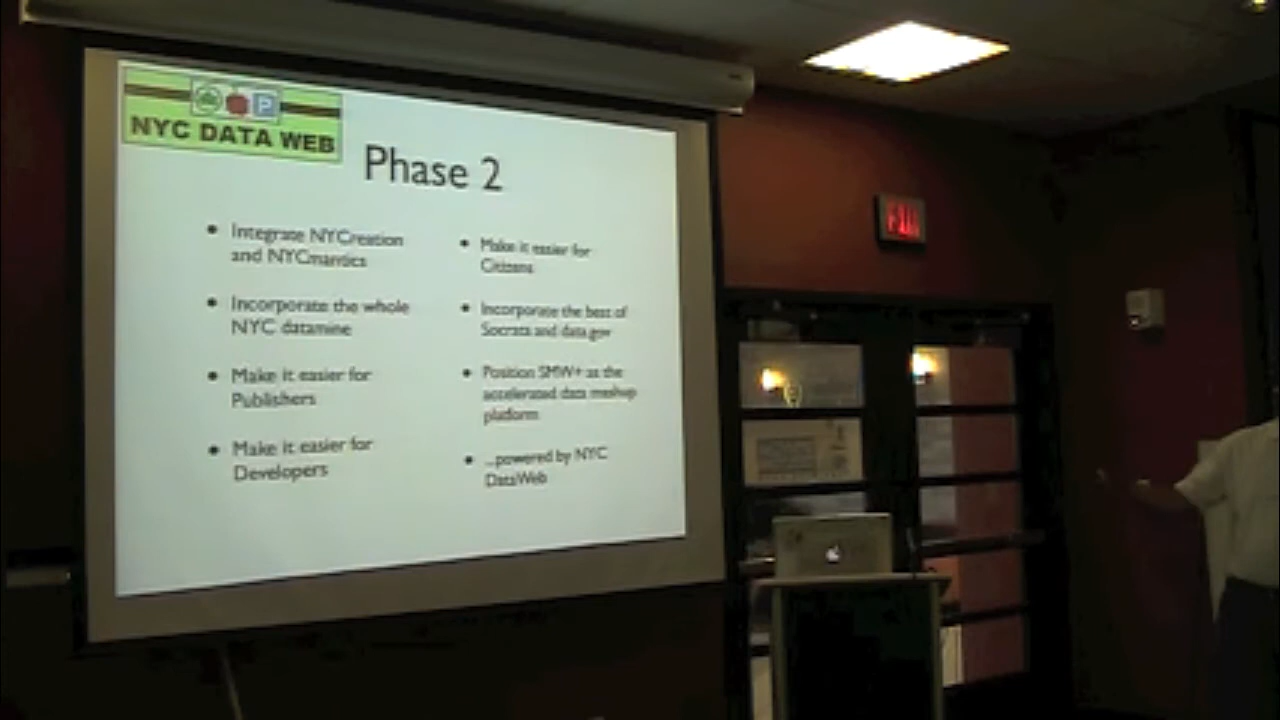 P
NYC DATA WEB
Phase 2
• Integrate NYCreation
and NYCmantics
• Incorporate the whole
NYC datamine
• Make it easier for
Publishers
• Make it easier for
Developers
• Make it easier for
Citizens
• Incorporate the best of
Socrata and data.gov
• Position SMW+ as the
accelerated data meshup
platform
• ...powered by NYC
DataWeb
EXIT